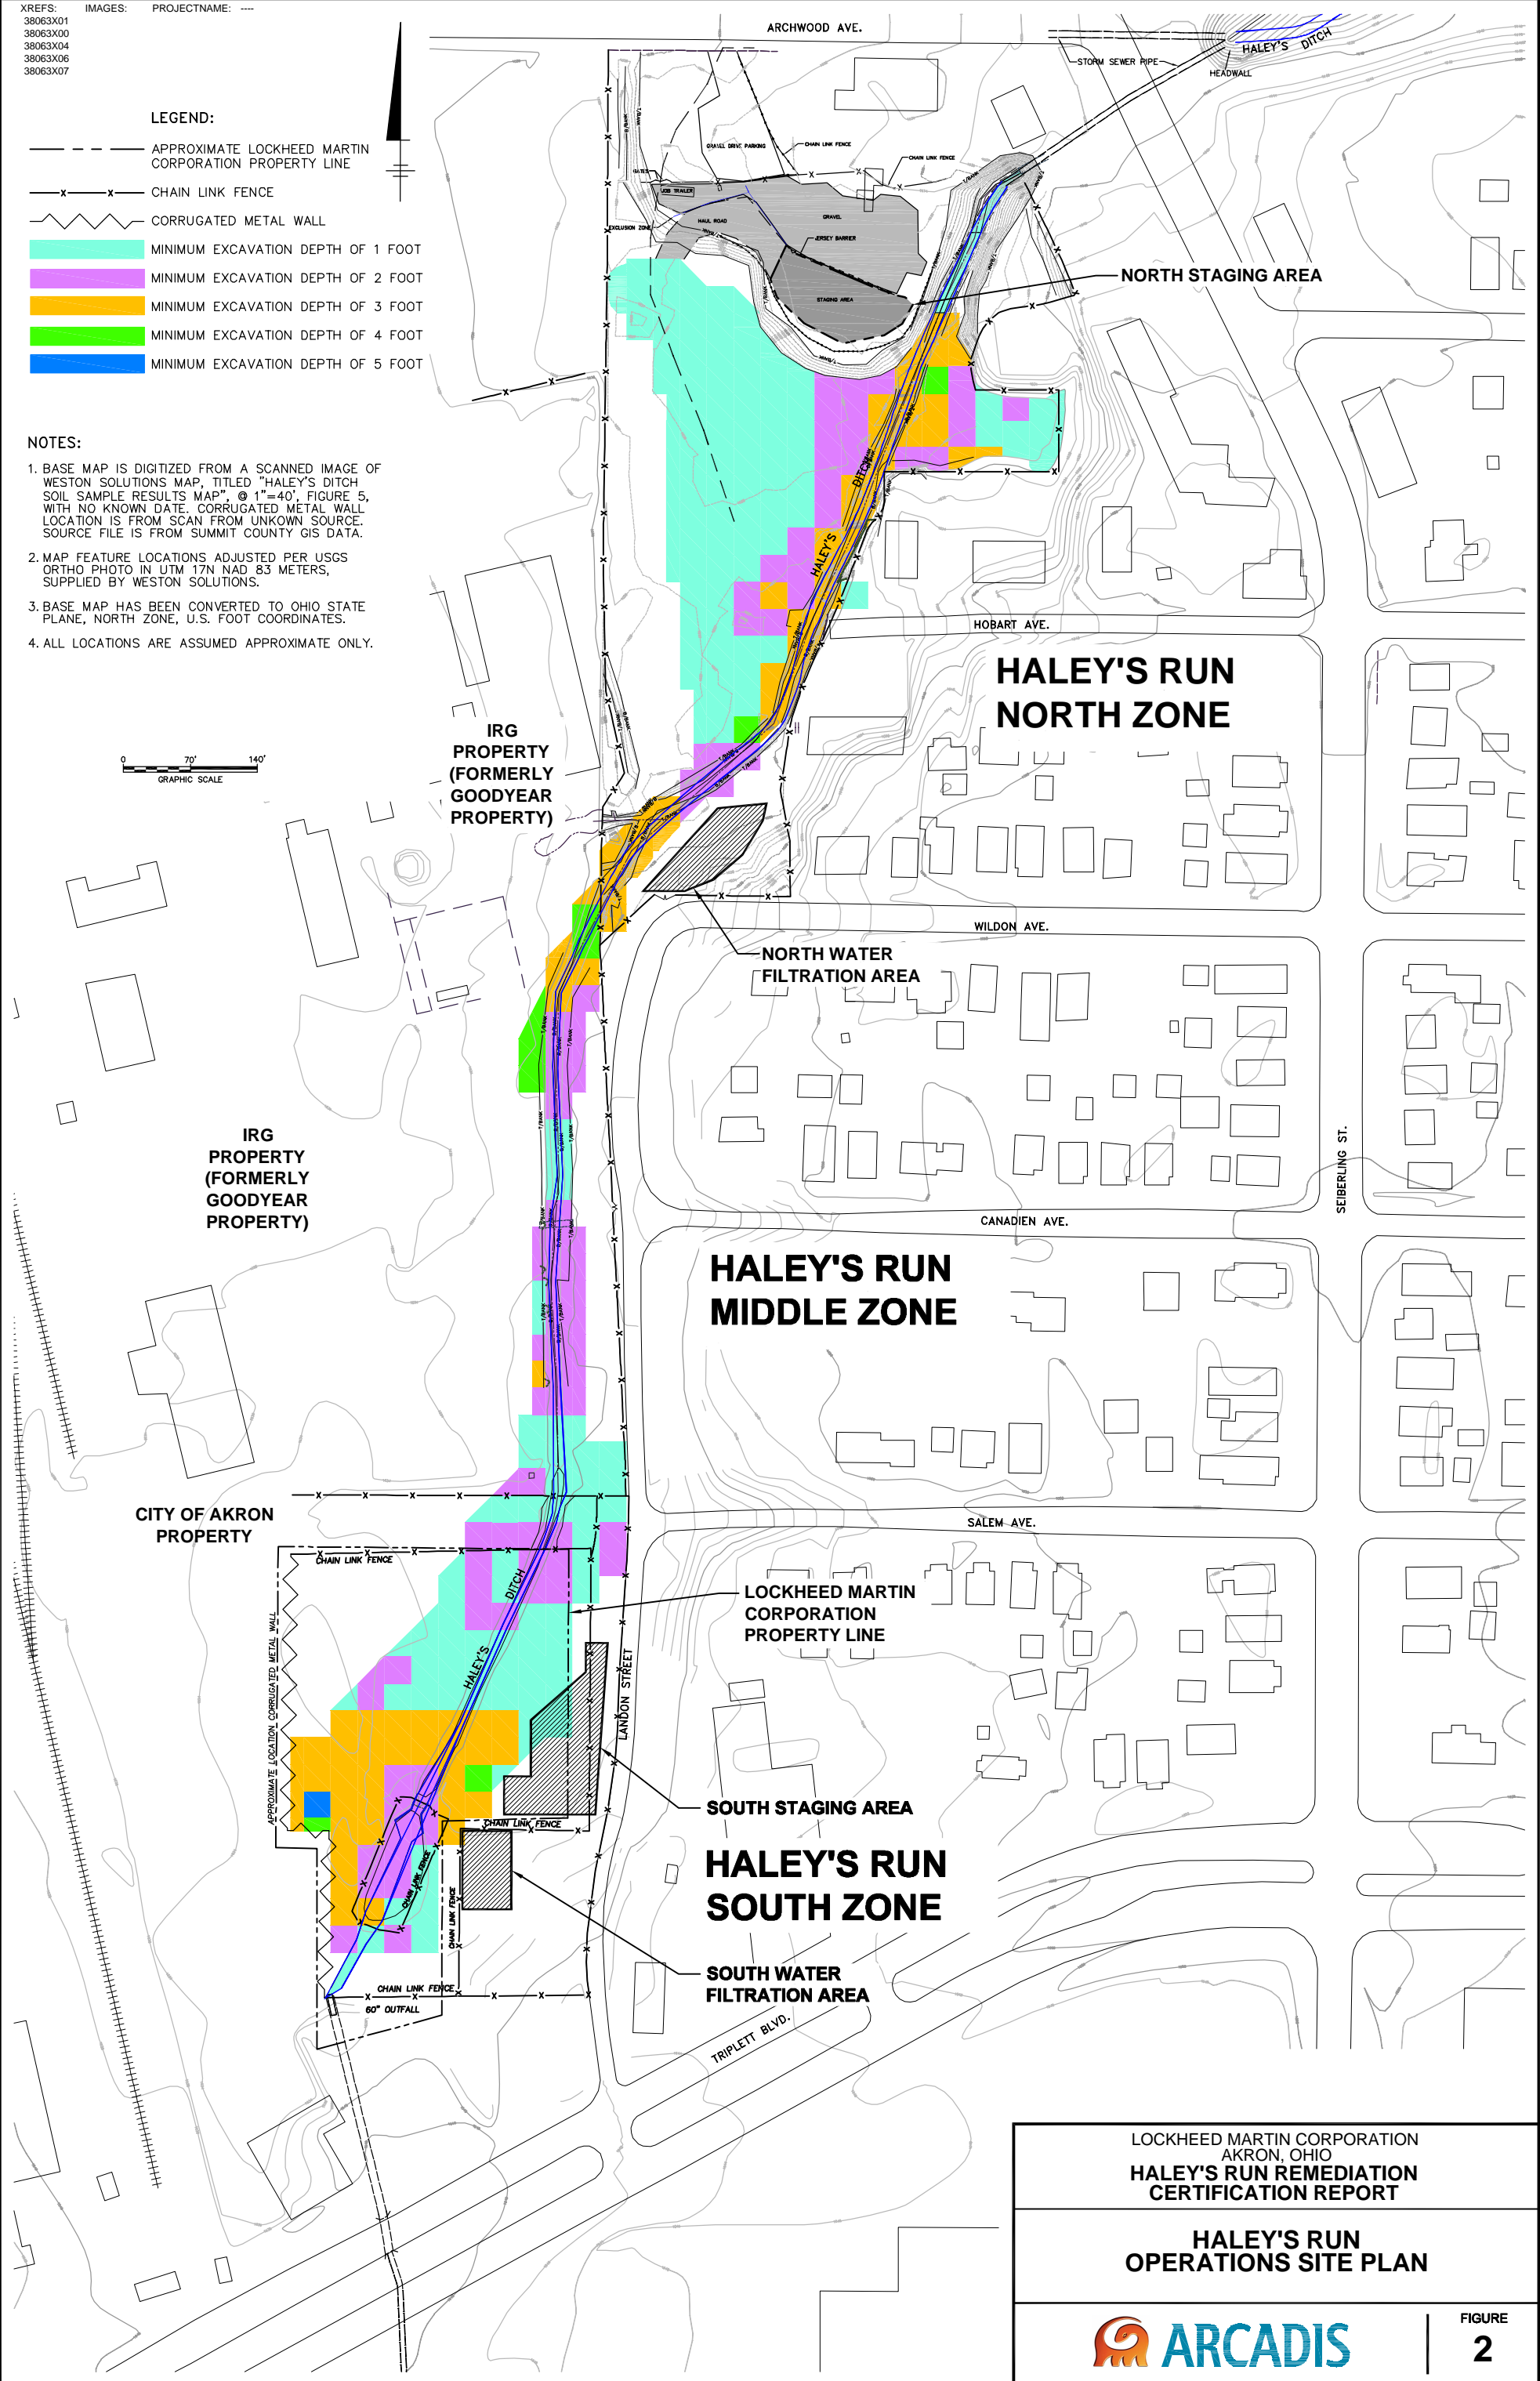 XREFS: IMAGES: PROJECTNAME: ----
38063X01
38063X00
38063X04
38063X06
38063X07
LEGEND:
APPROXIMATE LOCKHEED MARTIN
CORPORATION PROPERTY LINE
CHAIN LINK FENCE
CORRUGATED METAL WALL
MINIMUM EXCAVATION DEPTH OF 1 FOOT
MINIMUM EXCAVATION DEPTH OF 2 FOOT
MINIMUM EXCAVATION DEPTH OF 3 FOOT
MINIMUM EXCAVATION DEPTH OF 4 FOOT
MINIMUM EXCAVATION DEPTH OF 5 FOOT
NOTES:
1. BASE MAP IS DIGITIZED FROM A SCANNED IMAGE OF
WESTON SOLUTIONS MAP, TITLED "HALEY'S DITCH
SOIL SAMPLE RESULTS MAP", @ 1"=40', FIGURE 5,
WITH NO KNOWN DATE. CORRUGATED METAL WALL
LOCATION IS FROM SCAN FROM UNKOWN SOURCE.
SOURCE FILE IS FROM SUMMIT COUNTY GIS DATA.
2. MAP FEATURE LOCATIONS ADJUSTED PER USGS
ORTHO PHOTO IN UTM 17N NAD 83 METERS,
SUPPLIED BY WESTON SOLUTIONS.
3. BASE MAP HAS BEEN CONVERTED TO OHIO STATE
PLANE, NORTH ZONE, U.S. FOOT COORDINATES.
4. ALL LOCATIONS ARE ASSUMED APPROXIMATE ONLY.
0 70' 140'
GRAPHIC SCALE
ARCHWOOD AVE.
HALEY'S DITCH
STORM SEWER PIPE
HEADWALL
GRAVEL DRIVE PARKING
CHAIN LINK FENCE
CHAIN LINK FENCE
JOB TRAILER
HAUL ROAD
GRAVEL
EXCLUSION ZONE
JERSEY BARRIER
STAGING AREA
NORTH STAGING AREA
HALEY'S DITCH
HOBART AVE.
HALEY'S RUN
NORTH ZONE
IRG
PROPERTY
(FORMERLY
GOODYEAR
PROPERTY)
WILDON AVE.
NORTH WATER
FILTRATION AREA
IRG
PROPERTY
(FORMERLY
GOODYEAR
PROPERTY)
SEIBERLING ST.
CANADIEN AVE.
HALEY'S RUN
MIDDLE ZONE
CITY OF AKRON
PROPERTY
SALEM AVE.
CHAIN LINK FENCE
HALEY'S DITCH
LOCKHEED MARTIN
CORPORATION
PROPERTY LINE
APPROXIMATE LOCATION CORRUGATED METAL WALL
LANDON STREET
SOUTH STAGING AREA
CHAIN LINK FENCE
CHAIN LINK FENCE
CHAIN LINK FENCE
HALEY'S RUN
SOUTH ZONE
SOUTH WATER
FILTRATION AREA
CHAIN LINK FENCE
60" OUTFALL
TRIPLETT BLVD.
LOCKHEED MARTIN CORPORATION
AKRON, OHIO
HALEY'S RUN REMEDIATION
CERTIFICATION REPORT
HALEY'S RUN
OPERATIONS SITE PLAN
ARCADIS
FIGURE
2